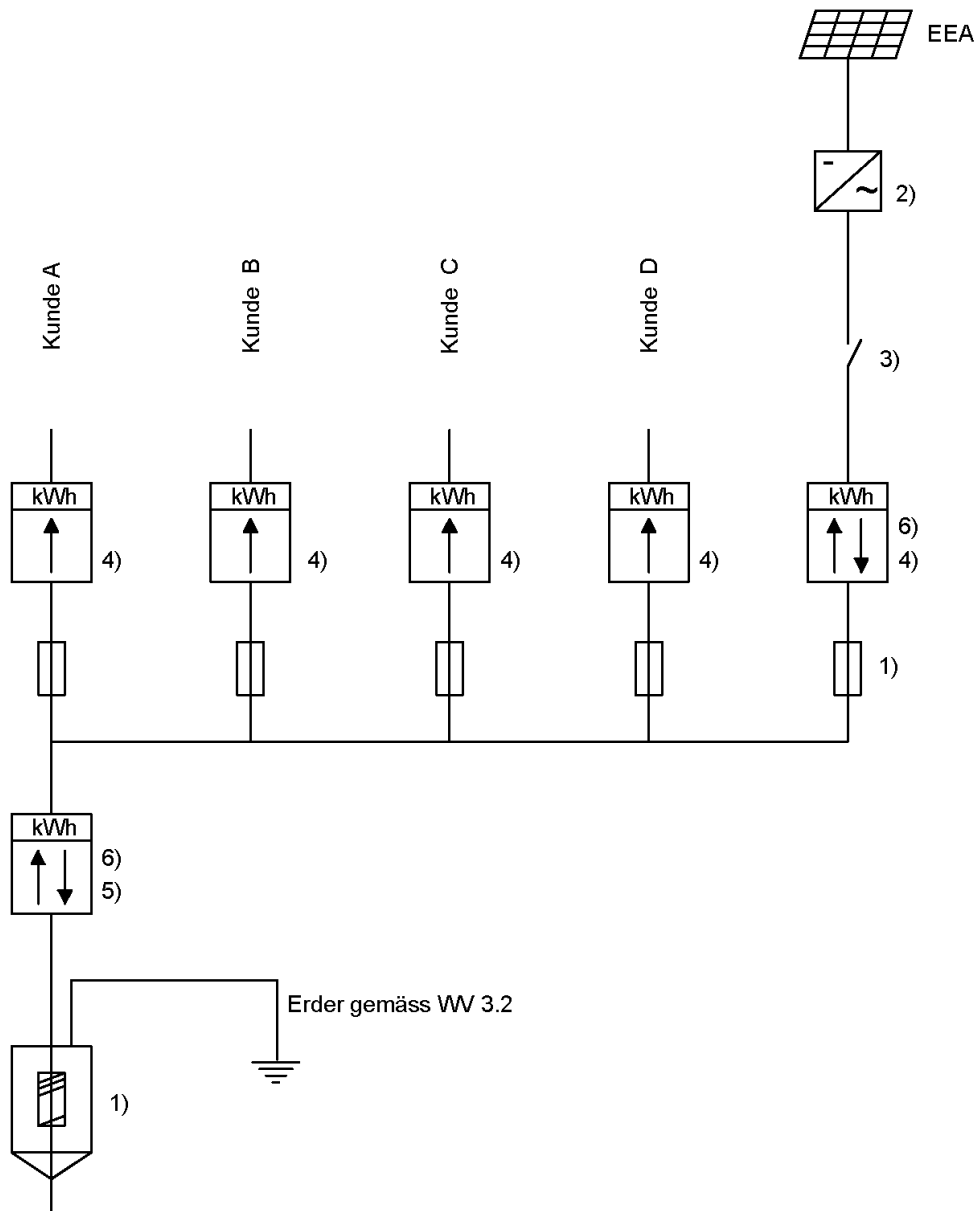 EEA
2)
Kunde A
Kunde B
Kunde C
Kunde D
3)
kWh
kWh
kWh
kWh
kWh
4)
4)
4)
4)
6)
4)
1)
kWh
6)
5)
Erder gemäss WV 3.2
1)